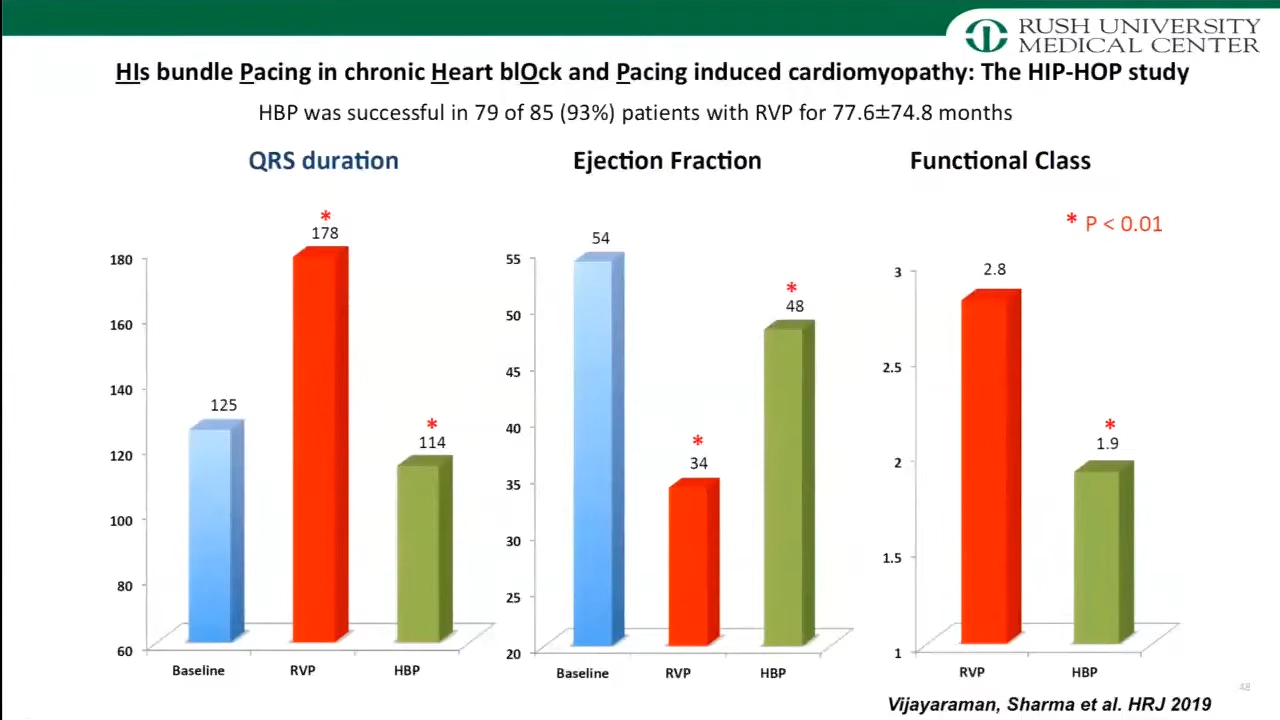 RUSH UNIVERSITY
MEDICAL CENTER
HIs bundle Pacing in chronic Heart blOck and Pacing induced cardiomyopathy: The HIP-HOP study
HBP was successful in 79 of 85 (93%) patients with RVP for 77.6±74.8 months
QRS duration
180
160
140
120
100
80
60
125
*
178
*
114
Baseline
RVP
HBP
Ejection Fraction
55
50
45
40
35
30
25
20
54
*
34
*
48
Baseline
RVP
HBP
Functional Class
* P < 0.01
3
2.5
2
1.5
1
2.8
*
1.9
RVP
HBP
48
Vijayaraman, Sharma et al. HRJ 2019